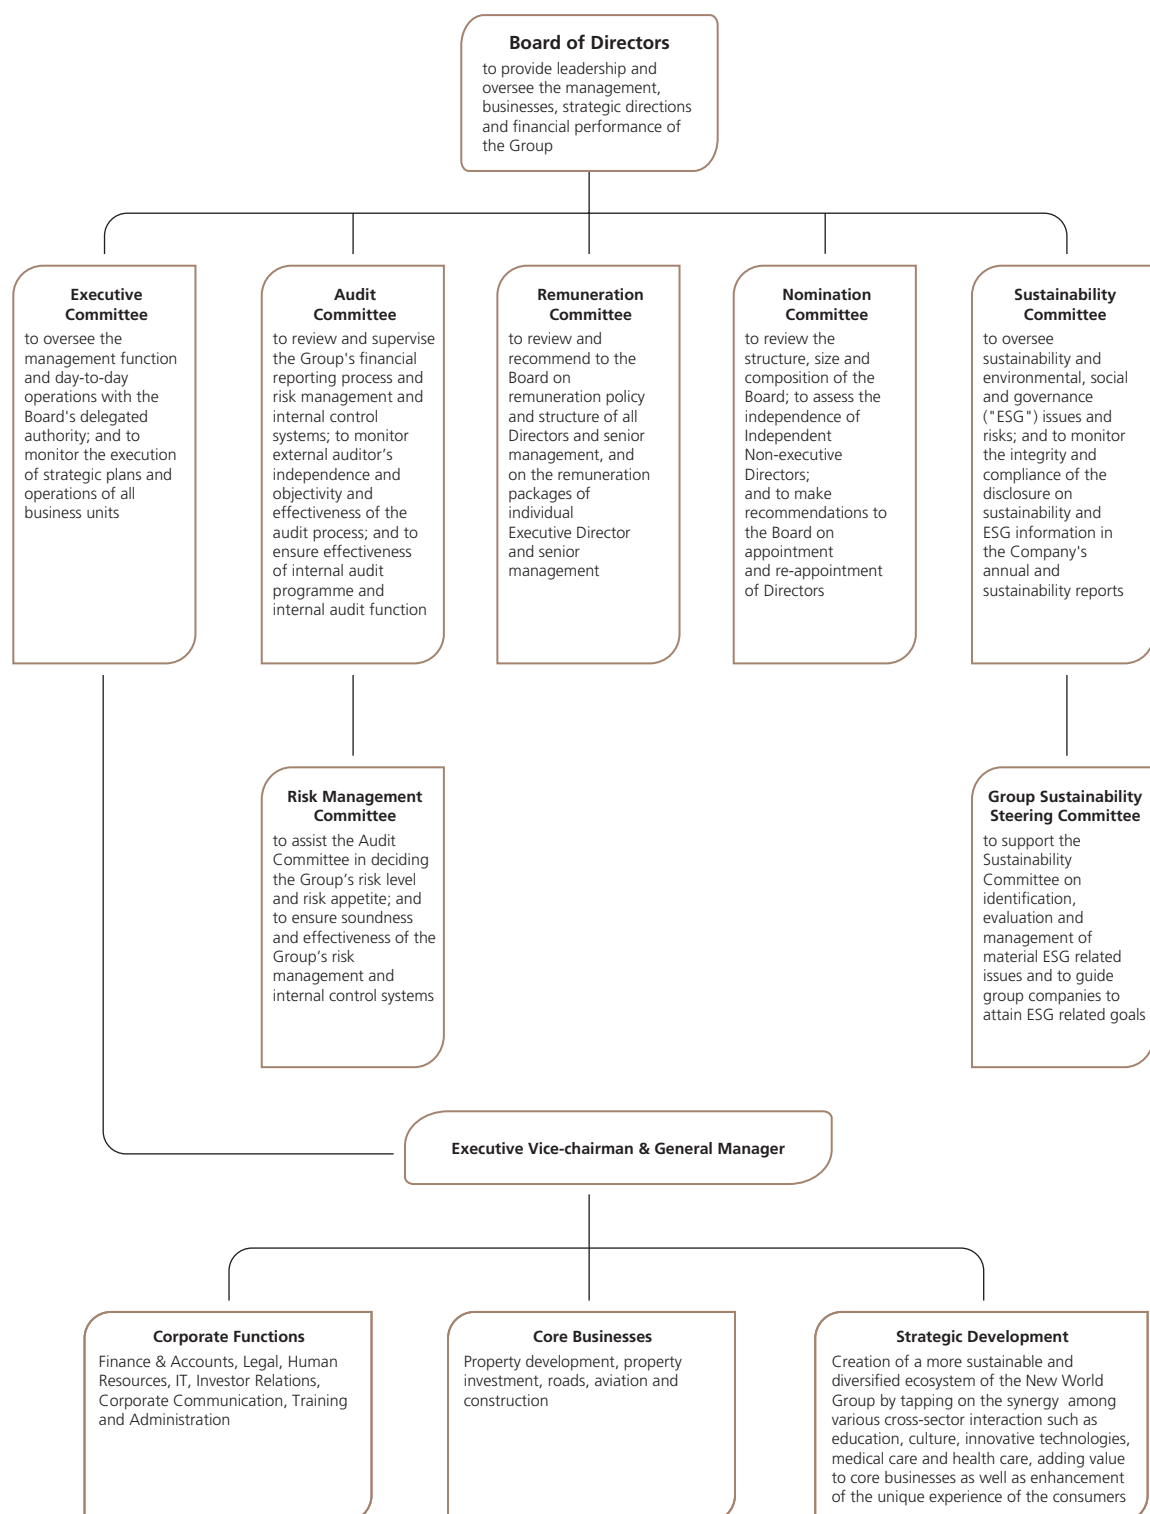 Board of Directors
to provide leadership and
oversee the management,
businesses, strategic directions
and financial performance of
the Group
Executive
Committee
to oversee the
management function
and day-to-day
operations with the
Board's delegated
authority; and to
monitor the execution
of strategic plans and
operations of all
business units
Audit
Committee
to review and supervise
the Group's financial
reporting process and
risk management and
internal control
systems; to monitor
external auditor’s
independence and
objectivity and
effectiveness of the
audit process; and to
ensure effectiveness
of internal audit
programme and
internal audit function
Remuneration
Committee
to review and
recommend to the
Board on
remuneration policy
and structure of all
Directors and senior
management, and
on the remuneration
packages of
individual
Executive Director
and senior
management
Nomination
Committee
to review the
structure, size and
composition of the
Board; to assess the
independence of
Independent
Non-executive
Directors;
and to make
recommendations to
the Board on
appointment
and re-appointment
of Directors
Sustainability
Committee
to oversee
sustainability and
environmental, social
and governance
("ESG") issues and
risks; and to monitor
the integrity and
compliance of the
disclosure on
sustainability and
ESG information in
the Company's
annual and
sustainability reports
Risk Management
Committee
to assist the Audit
Committee in deciding
the Group’s risk level
and risk appetite; and
to ensure soundness
and effectiveness of the
Group’s risk
management and
internal control systems
Group Sustainability
Steering Committee
to support the
Sustainability
Committee on
identification,
evaluation and
management of
material ESG related
issues and to guide
group companies to
attain ESG related goals
Executive Vice-chairman & General Manager
Corporate Functions
Finance & Accounts, Legal, Human
Resources, IT, Investor Relations,
Corporate Communication, Training
and Administration
Core Businesses
Property development, property
investment, roads, aviation and
construction
Strategic Development
Creation of a more sustainable and
diversified ecosystem of the New World
Group by tapping on the synergy among
various cross-sector interaction such as
education, culture, innovative technologies,
medical care and health care, adding value
to core businesses as well as enhancement
of the unique experience of the consumers